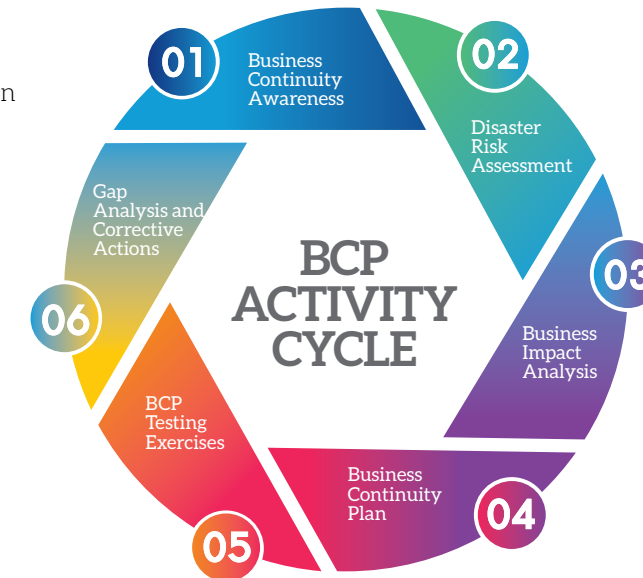 n
01
Business
Continuity
Awareness
02
Disaster
Risk
Assessment
03
Business
Impact
Analysis
04
Business
Continuity
Plan
05
BCP
Testing
Exercises
06
Gap
Analysis and
Corrective
Actions
BCP
ACTIVITY
CYCLE